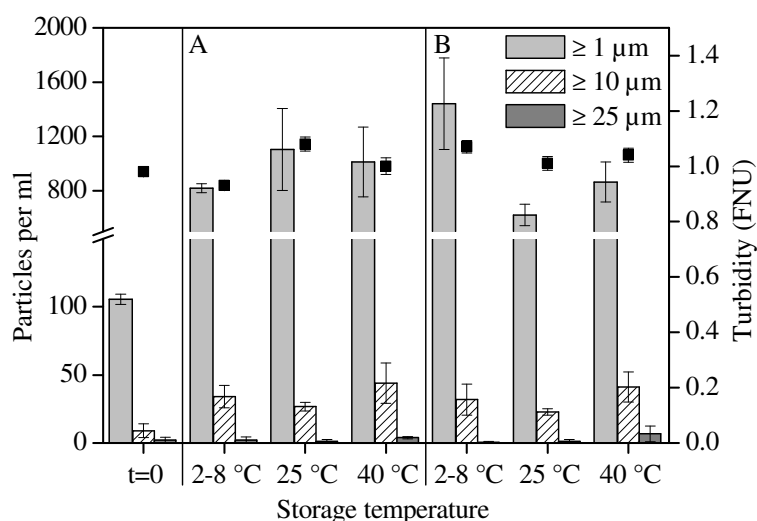 A
B
≥ 1 µm
≥ 10 µm
≥ 25 µm
Particles per ml
2000
1600
1200
800
100
50
0
Turbidity (FNU)
1.4
1.2
1.0
0.8
0.6
0.4
0.2
0.0
t=0 2-8 °C 25 °C 40 °C 2-8 °C 25 °C 40 °C
Storage temperature